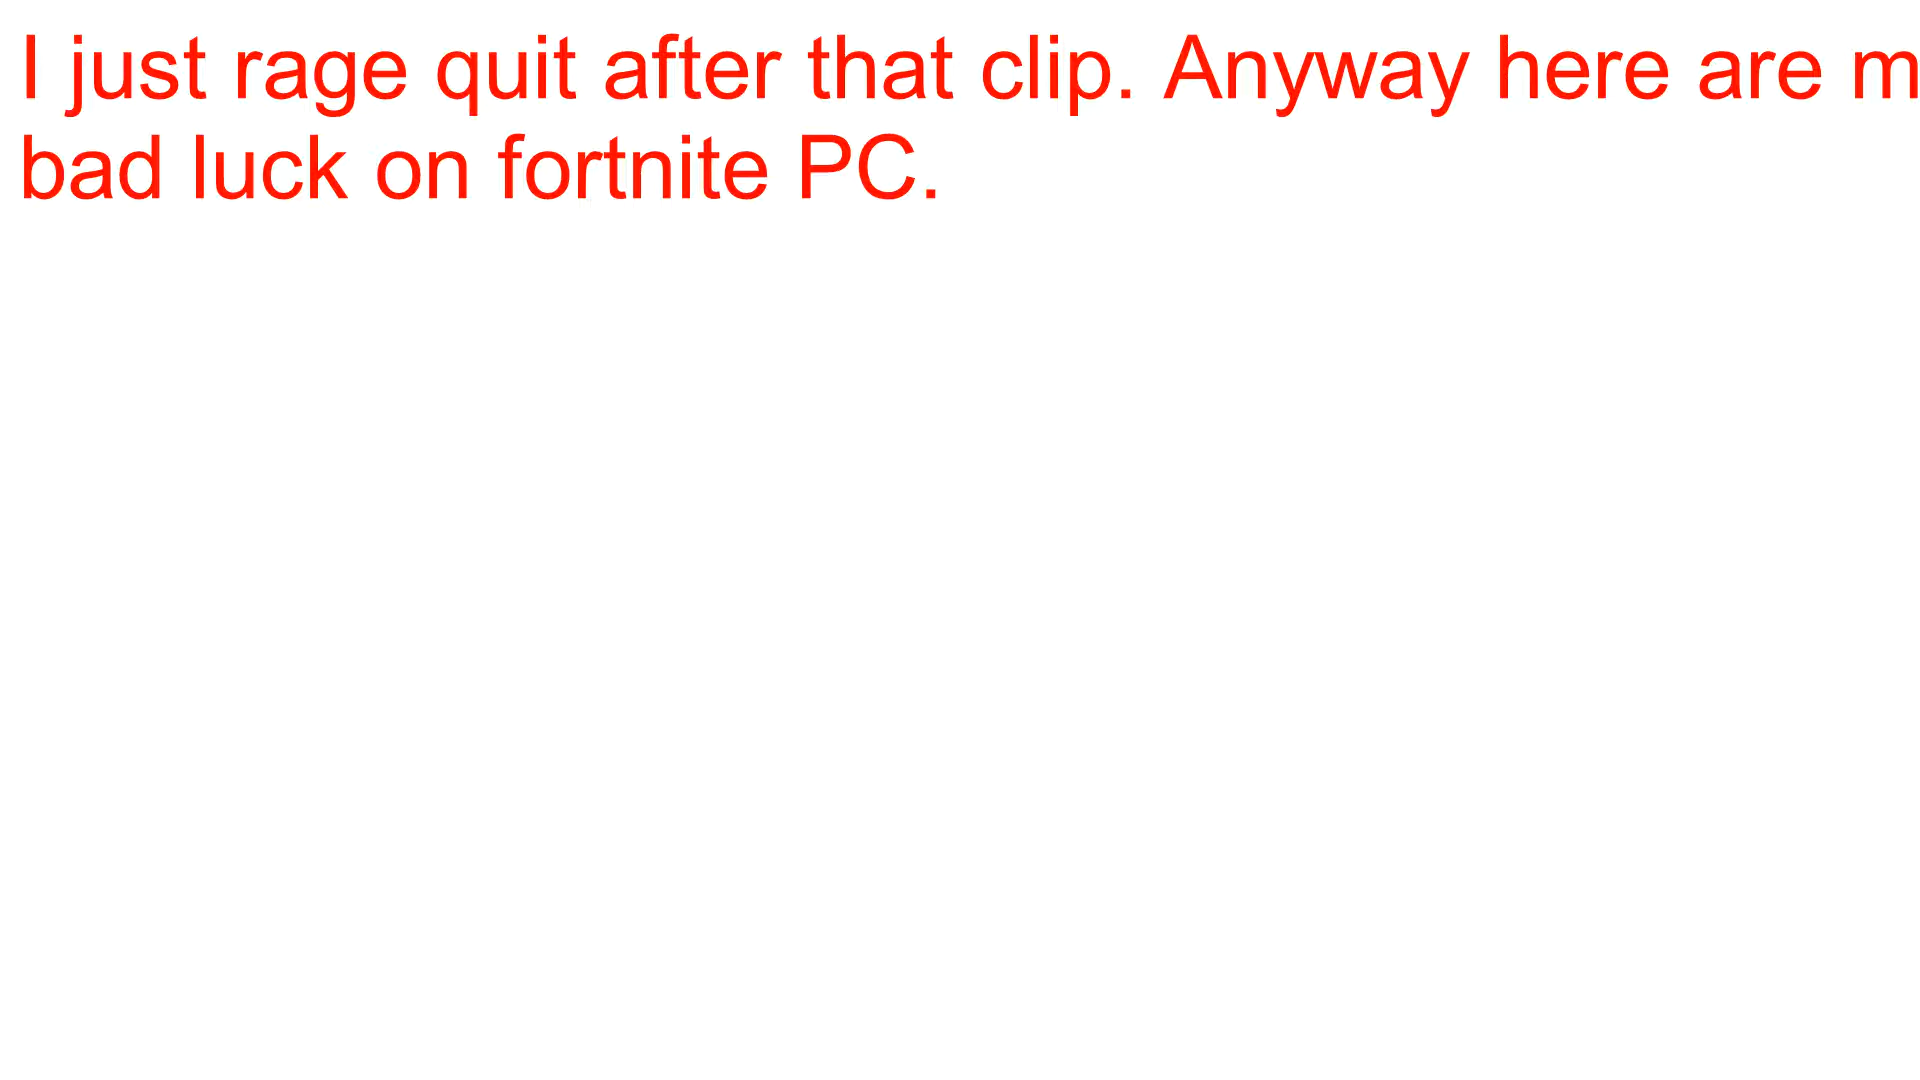 I just rage quit after that clip. Anyway here are m
bad luck on fortnite PC.